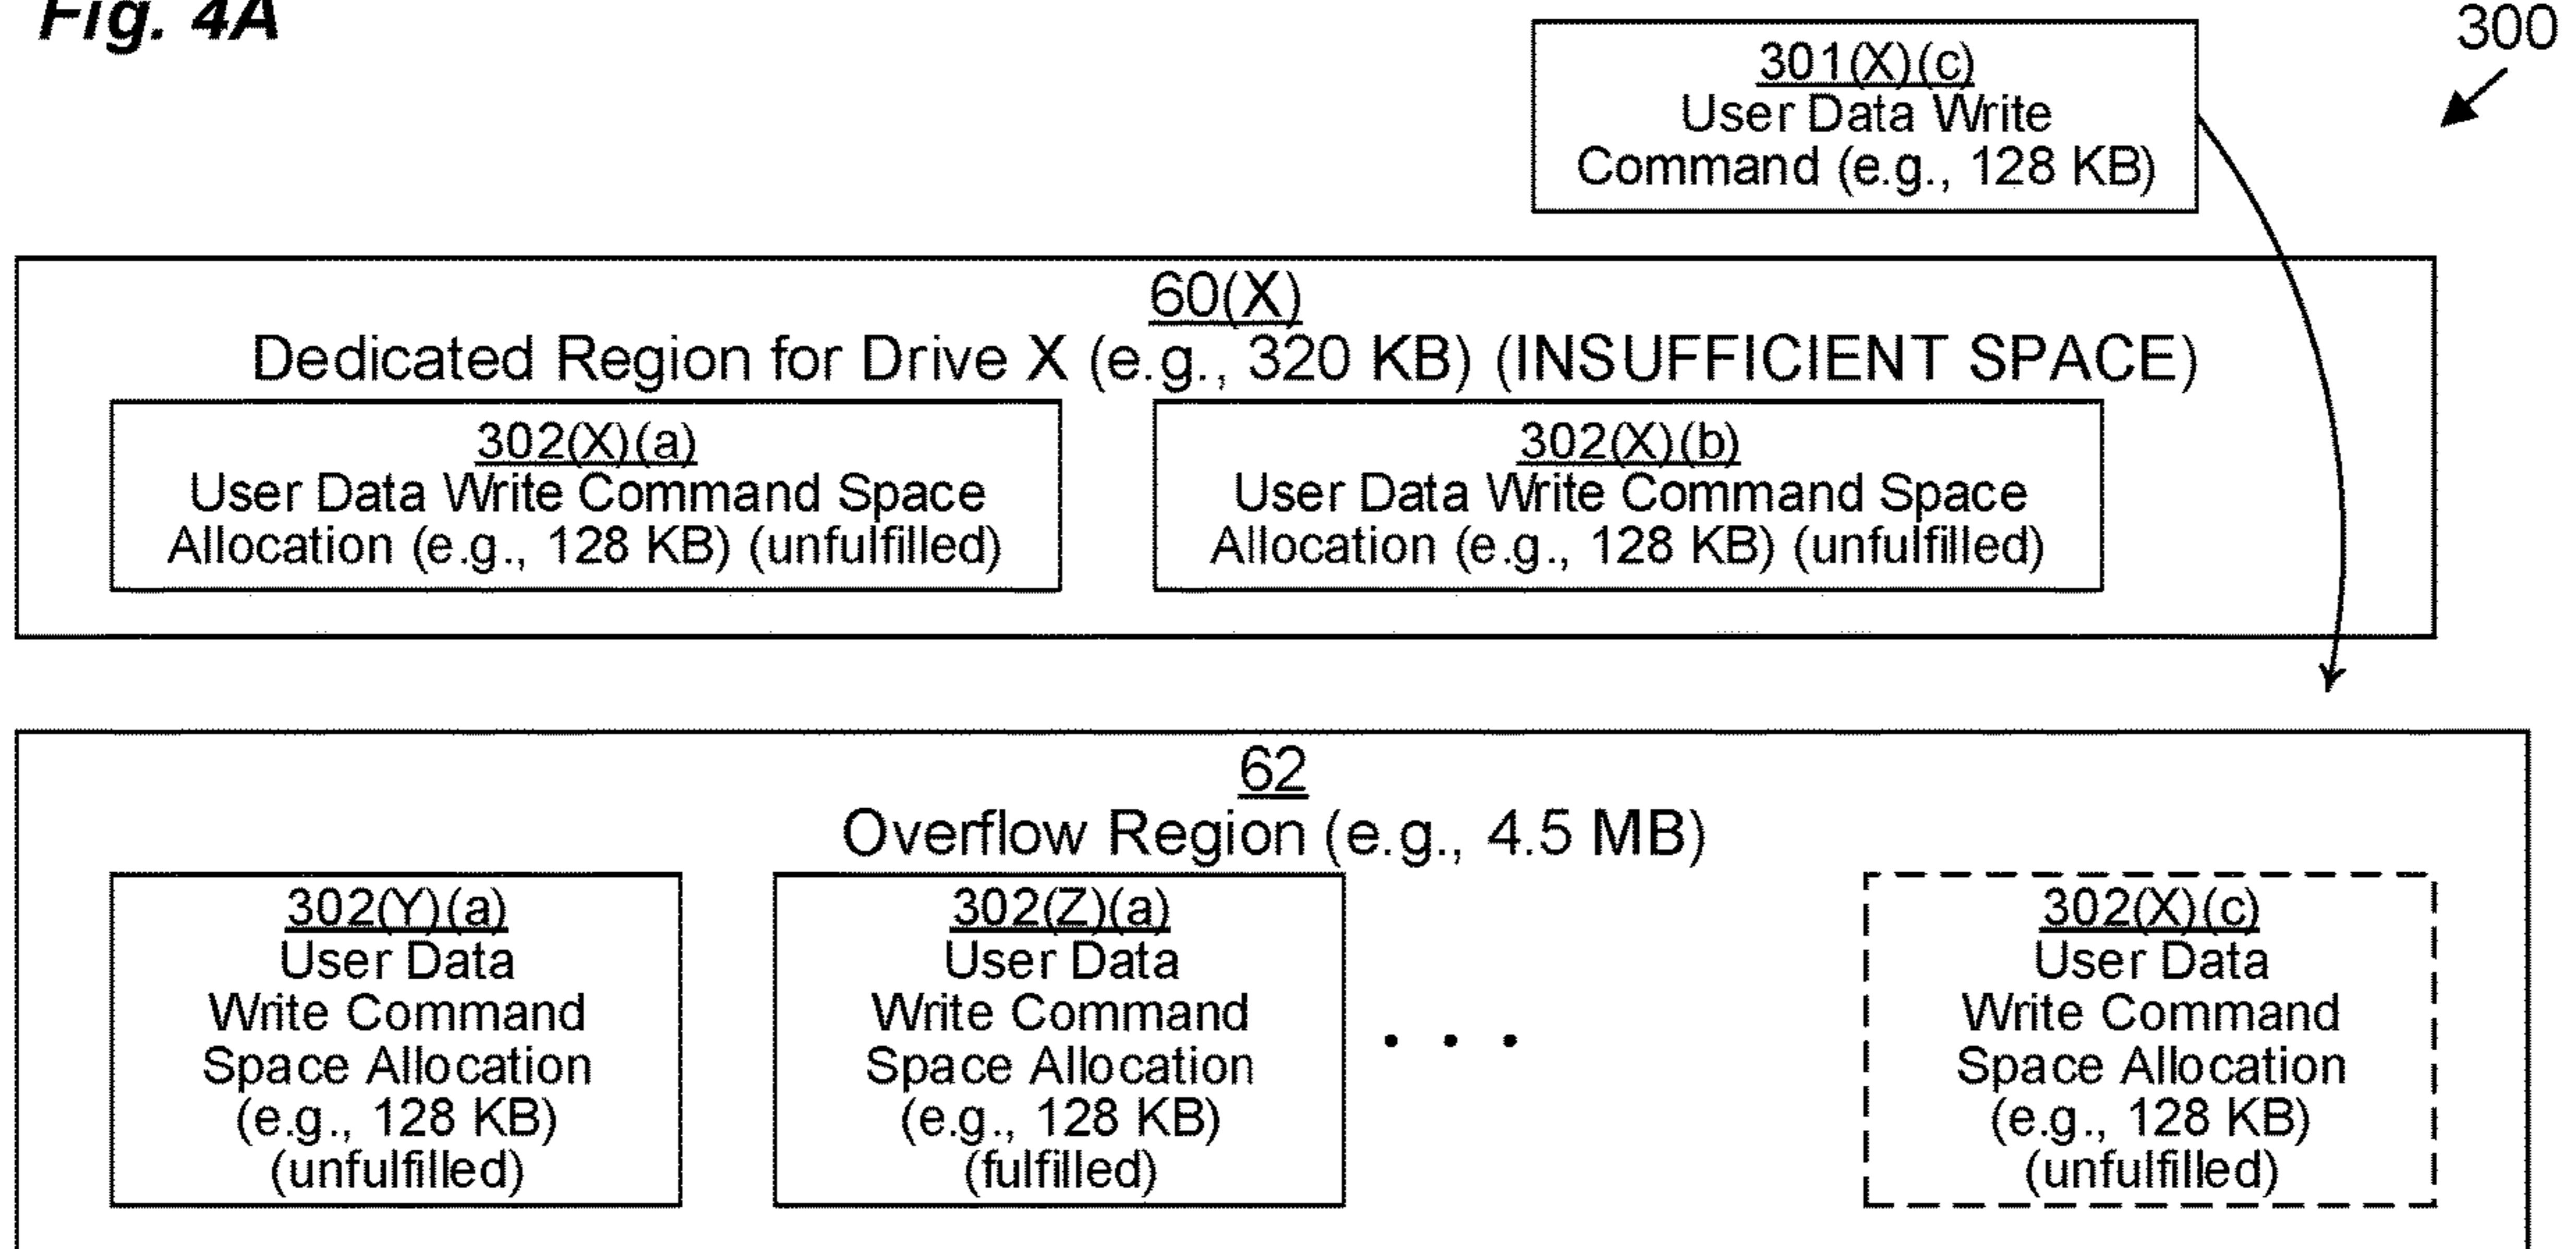 Fig. 4A
300
301(X)(c)
User Data Write
Command (e.g., 128 KB)
60(X)
Dedicated Region for Drive X (e.g., 320 KB) (INSUFFICIENT SPACE)
302(X)(a)
User Data Write Command Space
Allocation (e.g., 128 KB) (unfulfilled)
302(X)(b)
User Data Write Command Space
Allocation (e.g., 128 KB) (unfulfilled)
62
Overflow Region (e.g., 4.5 MB)
302(Y)(a)
User Data
Write Command
Space Allocation
(e.g., 128 KB)
(unfulfilled)
302(Z)(a)
User Data
Write Command
Space Allocation
(e.g., 128 KB)
(fulfilled)
. . .
302(X)(c)
User Data
Write Command
Space Allocation
(e.g., 128 KB)
(unfulfilled)